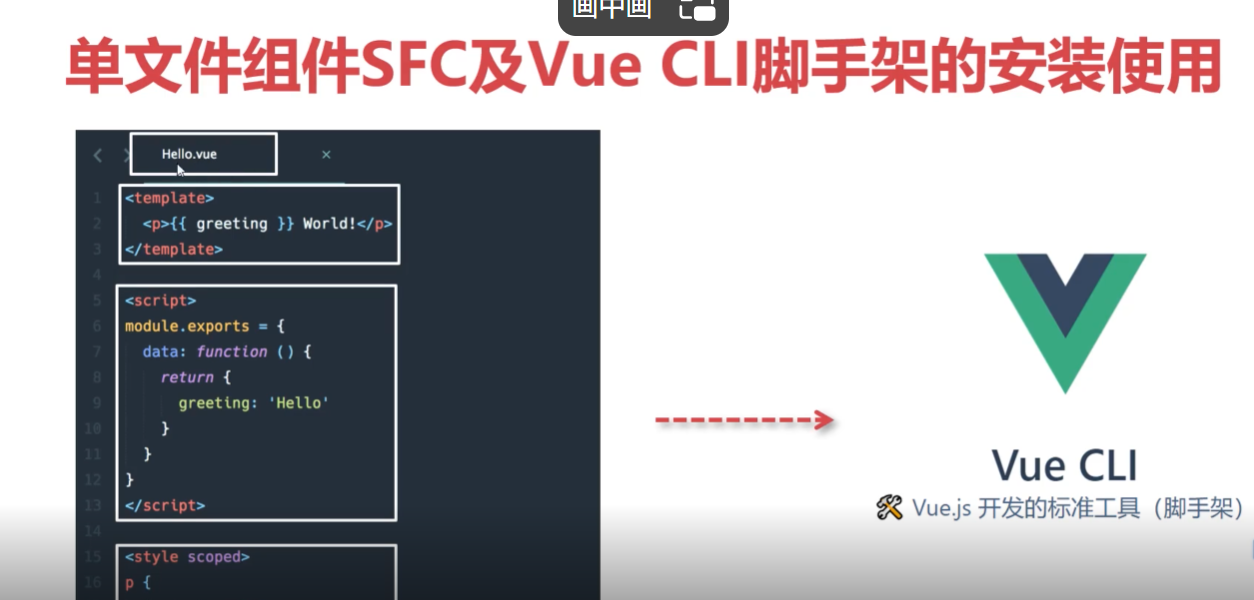 画中画
单文件组件SFC及Vue CLI脚手架的安装使用
Hello.vue
1 <template>
2 <p>{{ greeting }} World!</p>
3 </template>
4
5 <script>
6 module.exports = {
7 data: function () {
8 return {
9 greeting: 'Hello'
10 }
11 }
12 }
13 </script>
14
15 <style scoped>
16 p {
Vue CLI
Vue.js 开发的标准工具（脚手架）